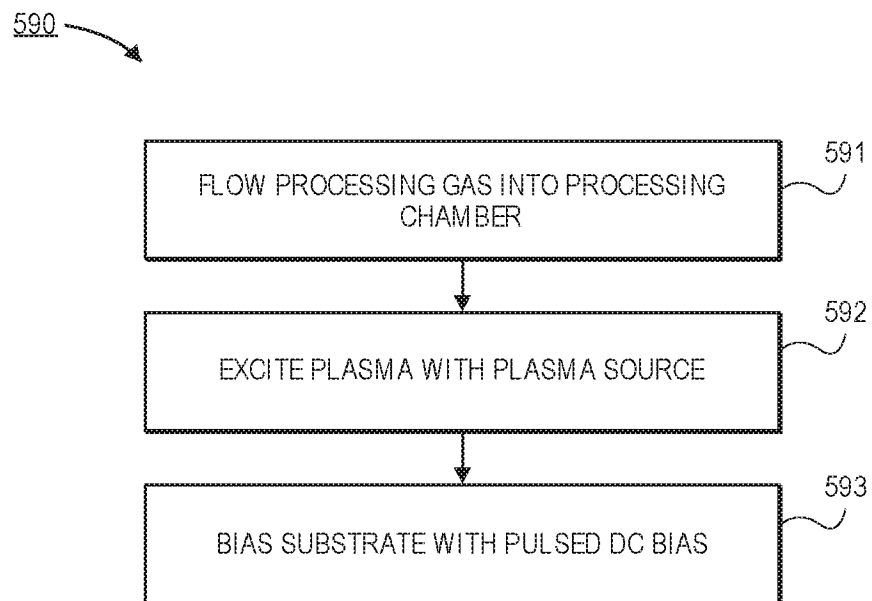 590
FLOW PROCESSING GAS INTO PROCESSING
CHAMBER
591
EXCITE PLASMA WITH PLASMA SOURCE
592
BIAS SUBSTRATE WITH PULSED DC BIAS
593